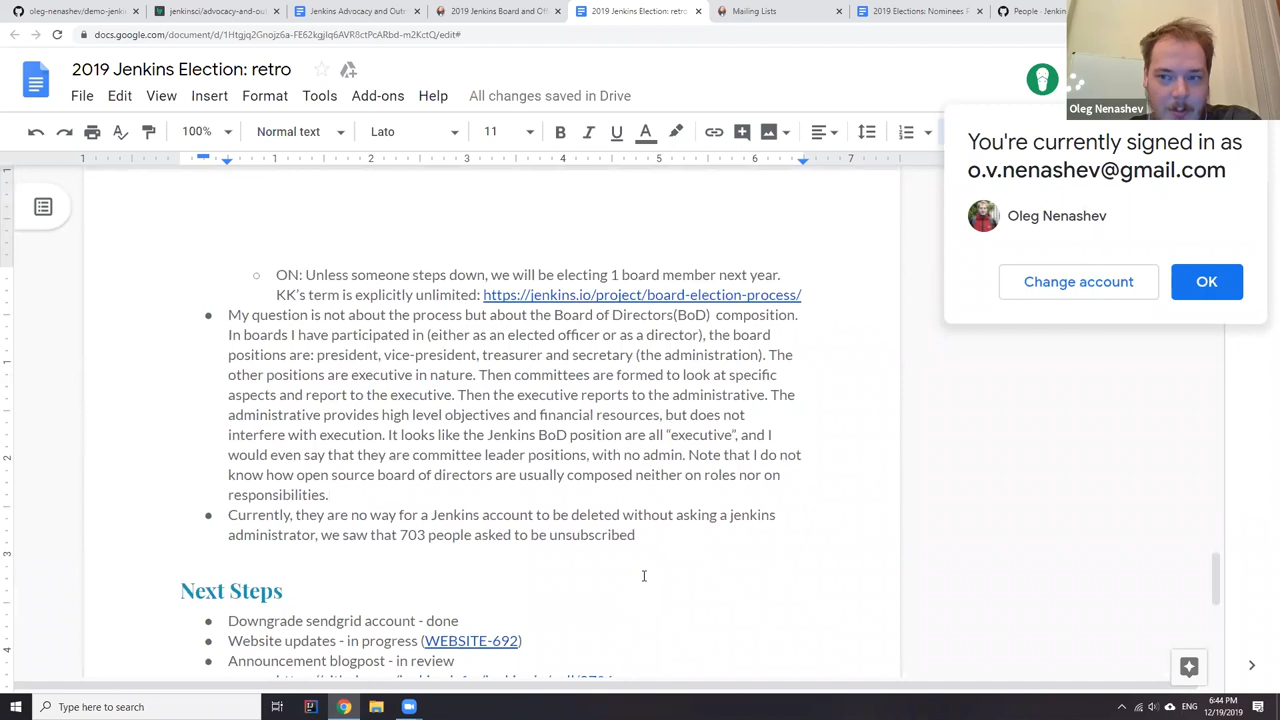 oleg-nenashev/demo-jenk
jenkinsci/advocacy-and-out
Jenkins Advocacy and Outr
2019 Jenkins Board and Of
2019 Jenkins Election: retro
Mailing Lists
2019 Elections: Nominees F
People · Jenki
docs.google.com/document/d/1Htgjq2Gnojz6a-FE62kgjIq6AVR8ctPcARbd-m2KctQ/edit#
2019 Jenkins Election: retro
File Edit View Insert Format Tools Add-ons Help All changes saved in Drive
100% Normal text Lato 11
1 1 2 3 4 5 6 7
Oleg Nenashev
You're currently signed in as
o.v.nenashev@gmail.com
Oleg Nenashev
Change account OK
ON: Unless someone steps down, we will be electing 1 board member next year.
KK's term is explicitly unlimited: https://jenkins.io/project/board-election-process/
My question is not about the process but about the Board of Directors(BoD) composition.
In boards I have participated in (either as an elected officer or as a director), the board
positions are: president, vice-president, treasurer and secretary (the administration). The
other positions are executive in nature. Then committees are formed to look at specific
aspects and report to the executive. Then the executive reports to the administrative. The
administrative provides high level objectives and financial resources, but does not
interfere with execution. It looks like the Jenkins BoD position are all “executive”, and I
would even say that they are committee leader positions, with no admin. Note that I do not
know how open source board of directors are usually composed neither on roles nor on
responsibilities.
Currently, they are no way for a Jenkins account to be deleted without asking a jenkins
administrator, we saw that 703 people asked to be unsubscribed
Next Steps
Downgrade sendgrid account - done
Website updates - in progress (WEBSITE-692)
Announcement blogpost - in review
Type here to search
ENG
6:44 PM
12/19/2019